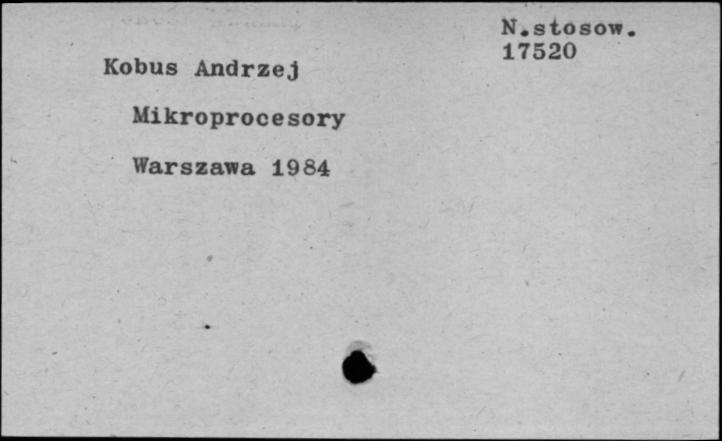 N.stosow.
17520
Kobus Andrzej
Mikroprocesory
Warszawa 1984